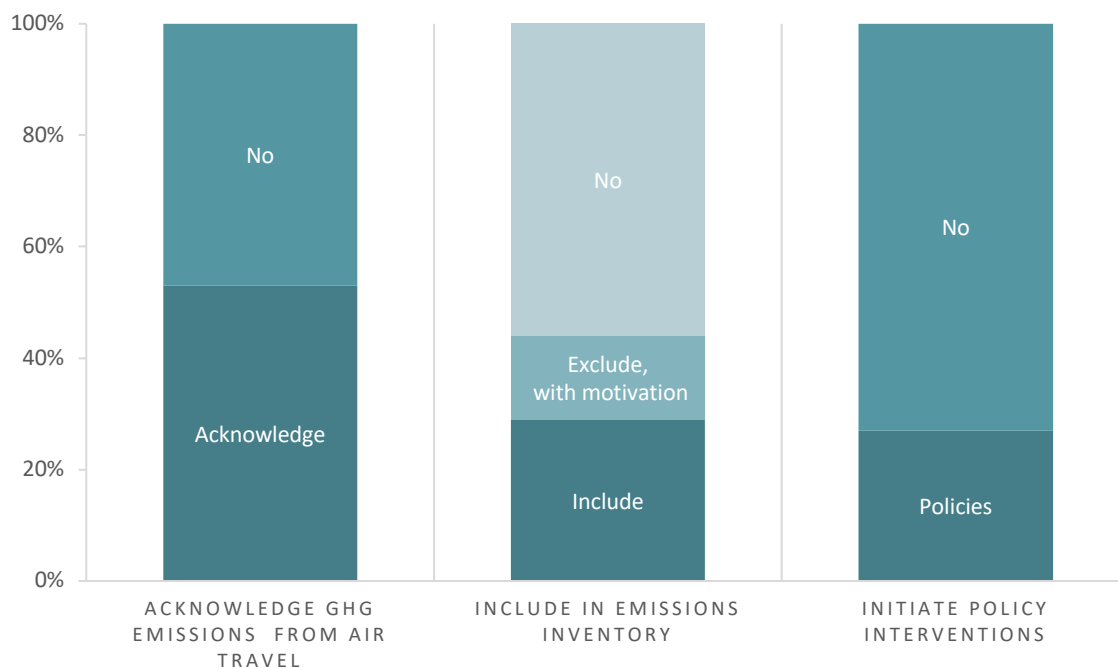 100%
80%
60%
40%
20%
0%
No
Acknowledge
No
Exclude,
with motivation
Include
No
Policies
ACKNOWLEDGE GHG
EMISSIONS FROM AIR
TRAVEL
INCLUDE IN EMISSIONS
INVENTORY
INITIATE POLICY
INTERVENTIONS